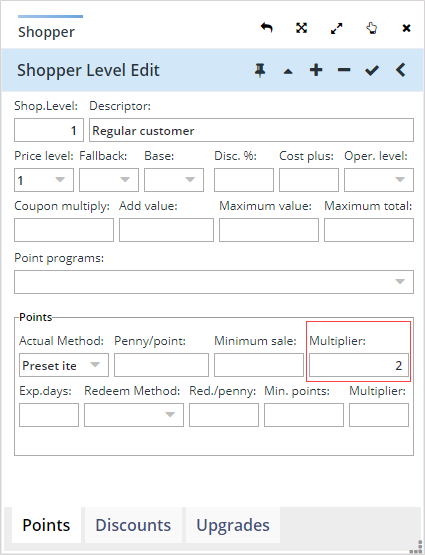 Shopper
Shopper Level Edit
Shop.Level: Descriptor:
1 Regular customer
Price level: Fallback: Base: Disc. %: Cost plus: Oper. level:
1
Coupon multiply: Add value: Maximum value: Maximum total:
Point programs:
Points
Actual Method: Penny/point: Minimum sale: Multiplier:
Preset ite 2
Exp.days: Redeem Method: Red./penny: Min. points: Multiplier:
Points Discounts Upgrades